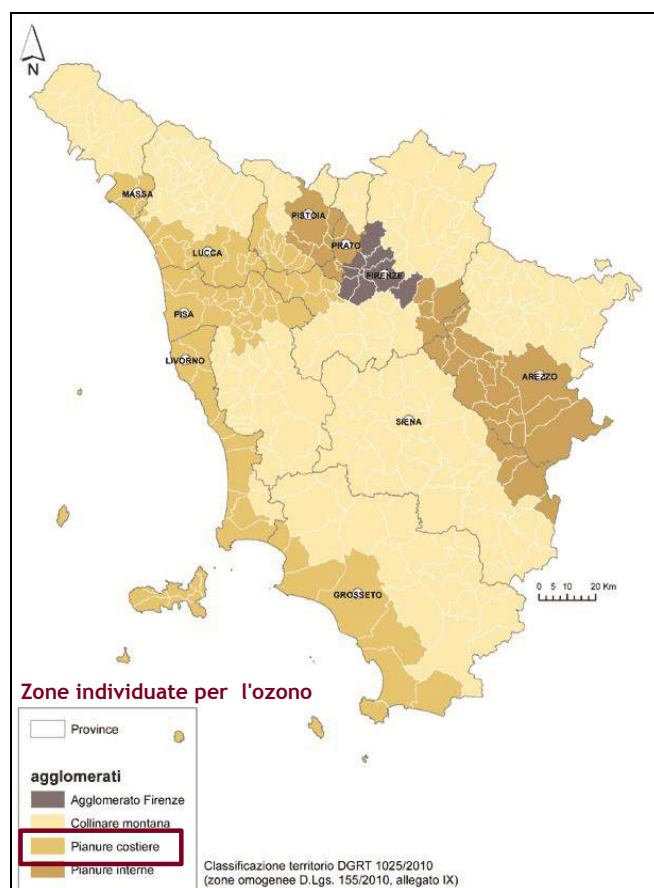 N
MASSA
PISTOIA
PRATO
LUCCA
FIRENZE
PISA
LIVORNO
AREZZO
SIENA
0 5 10 20 Km
GROSSETO
Zone individuate per l'ozono
Province
agglomerati
Agglomerato Firenze
Collinare montana
Pianure costiere
Pianure interne
Classificazione territorio DGRT 1025/2010
(zone omogenee D.Lgs. 155/2010, allegato IX)